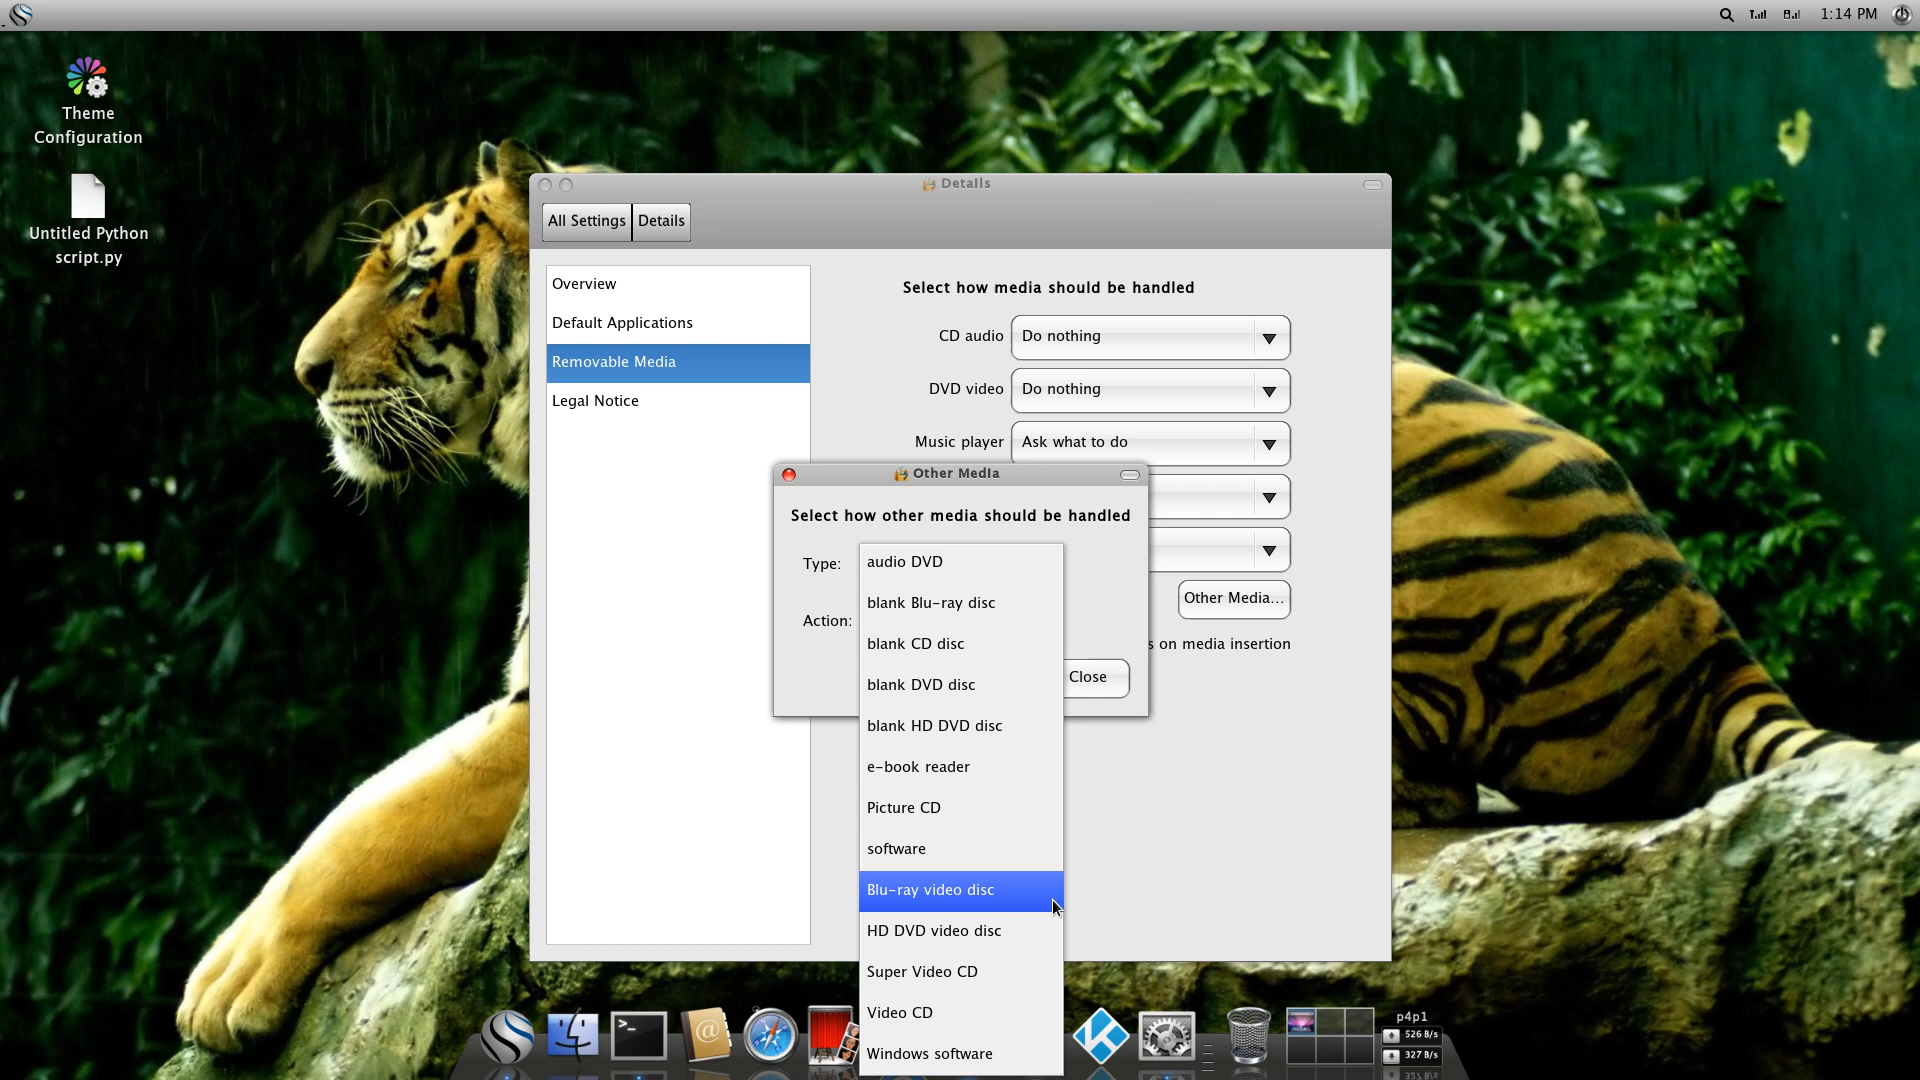 1:14 PM
Theme
Configuration
Untitled Python
script.py
Details
All Settings
Details
Overview
Default Applications
Removable Media
Legal Notice
Select how media should be handled
CD audio
Do nothing
DVD video
Do nothing
Music player
Ask what to do
Other Media
Select how other media should be handled
Type:
Action:
audio DVD
blank Blu-ray disc
blank CD disc
blank DVD disc
blank HD DVD disc
e-book reader
Picture CD
software
Blu-ray video disc
HD DVD video disc
Super Video CD
Video CD
Windows software
Other Media...
on media insertion
Close
p4p1
526 B/s
327 B/s